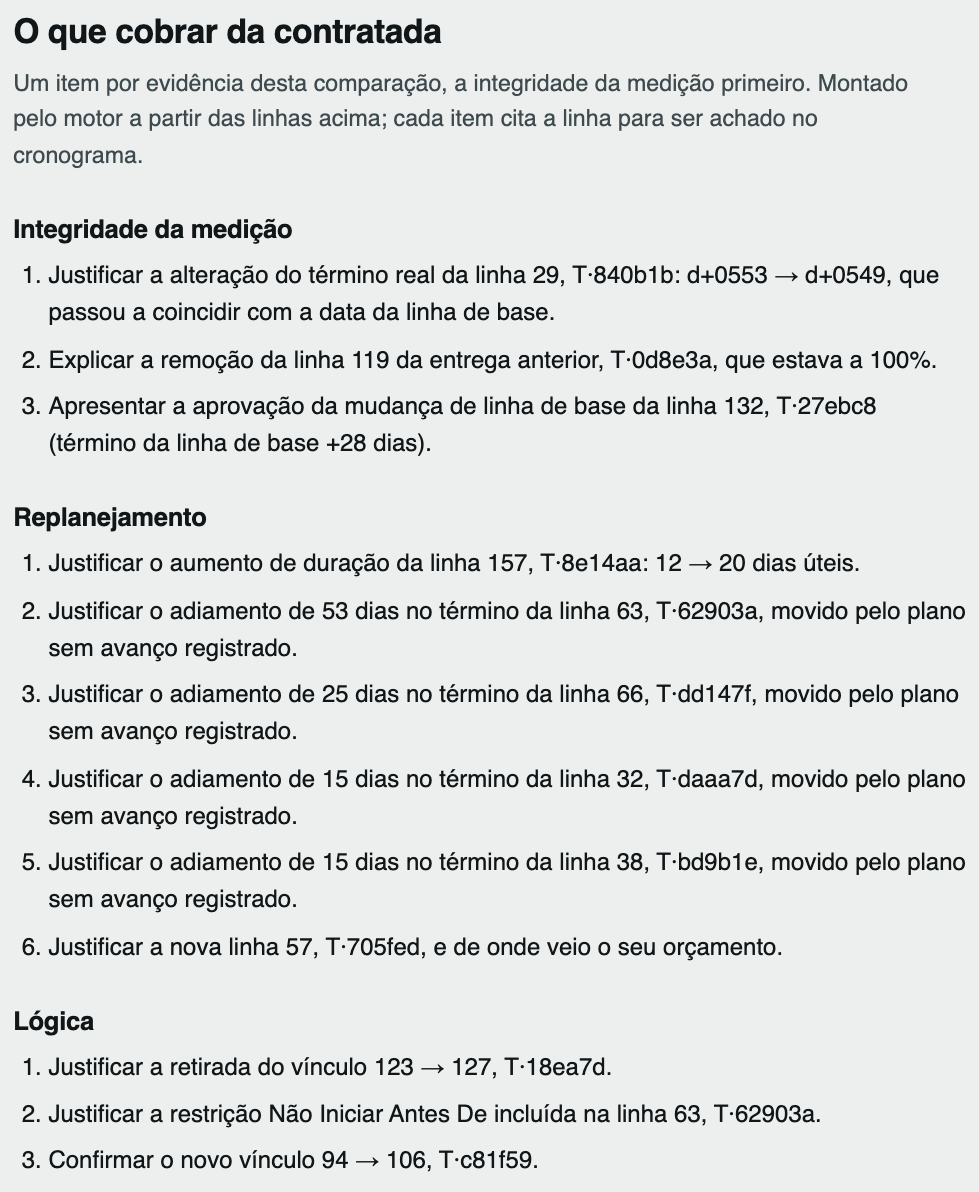 O que cobrar da contratada
Um item por evidência desta comparação, a integridade da medição primeiro. Montado
pelo motor a partir das linhas acima; cada item cita a linha para ser achado no
cronograma.
Integridade da medição
1. Justificar a alteração do término real da linha 29, T·840b1b: d+0553 → d+0549, que
passou a coincidir com a data da linha de base.
2. Explicar a remoção da linha 119 da entrega anterior, T·0d8e3a, que estava a 100%.
3. Apresentar a aprovação da mudança de linha de base da linha 132, T·27ebc8
(término da linha de base +28 dias).
Replanejamento
1. Justificar o aumento de duração da linha 157, T·8e14aa: 12 → 20 dias úteis.
2. Justificar o adiamento de 53 dias no término da linha 63, T·62903a, movido pelo plano
sem avanço registrado.
3. Justificar o adiamento de 25 dias no término da linha 66, T·dd147f, movido pelo plano
sem avanço registrado.
4. Justificar o adiamento de 15 dias no término da linha 32, T·daaa7d, movido pelo plano
sem avanço registrado.
5. Justificar o adiamento de 15 dias no término da linha 38, T·bd9b1e, movido pelo plano
sem avanço registrado.
6. Justificar a nova linha 57, T·705fed, e de onde veio o seu orçamento.
Lógica
1. Justificar a retirada do vínculo 123 → 127, T·18ea7d.
2. Justificar a restrição Não Iniciar Antes De incluída na linha 63, T·62903a.
3. Confirmar o novo vínculo 94 → 106, T·c81f59.